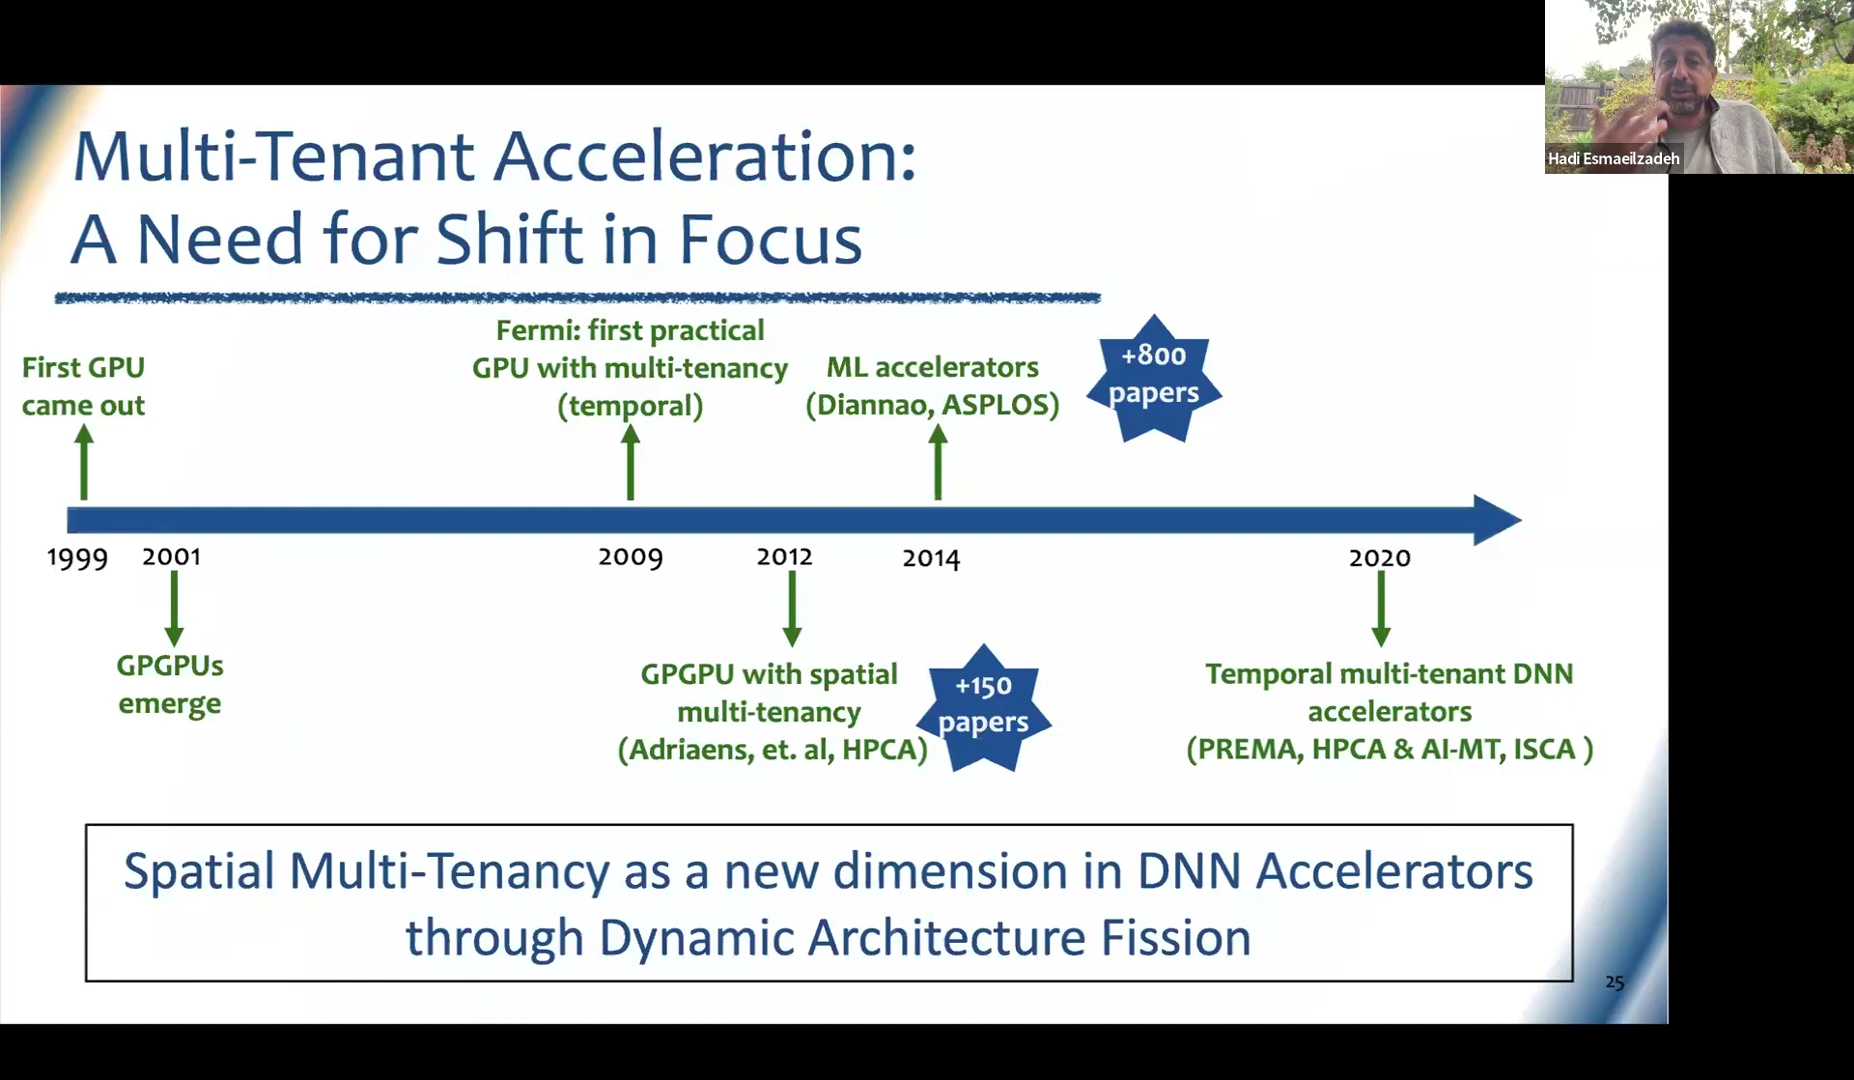 Hadi Esmaeilzadeh
Multi-Tenant Acceleration:
A Need for Shift in Focus
First GPU
came out
Fermi: first practical
GPU with multi-tenancy
(temporal)
ML accelerators
(Diannao, ASPLOS)
+800
papers
1999
2001
2009
2012
2014
2020
GPGPUs
emerge
GPGPU with spatial
multi-tenancy
(Adriaens, et. al, HPCA)
+150
papers
Temporal multi-tenant DNN
accelerators
(PREMA, HPCA & AI-MT, ISCA )
Spatial Multi-Tenancy as a new dimension in DNN Accelerators
through Dynamic Architecture Fission
25